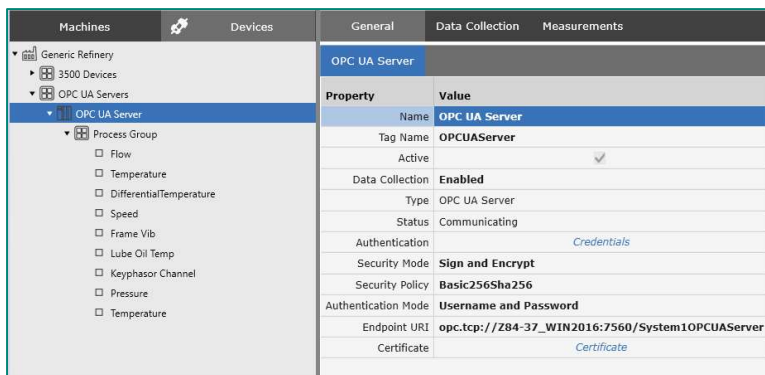 Machines
Devices
Generic Refinery
3500 Devices
OPC UA Servers
OPC UA Server
Process Group
Flow
Temperature
DifferentialTemperature
Speed
Frame Vib
Lube Oil Temp
Keyphasor Channel
Pressure
Temperature
General Data Collection Measurements
OPC UA Server
Property Value
Name OPC UA Server
Tag Name OPCUAServer
Active
Data Collection Enabled
Type OPC UA Server
Status Communicating
Authentication Credentials
Security Mode Sign and Encrypt
Security Policy Basic256Sha256
Authentication Mode Username and Password
Endpoint URI opc.tcp://Z84-37_WIN2016:7560/System1OPCUAServer
Certificate Certificate